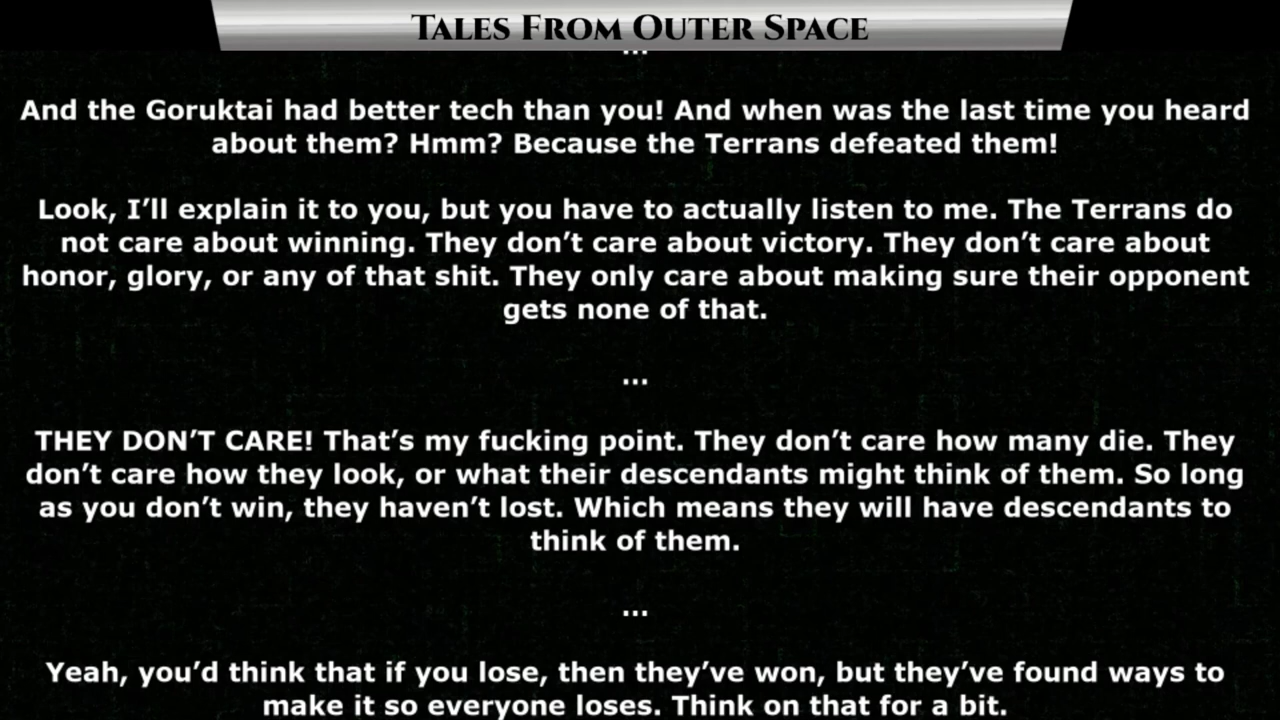 Tales From Outer Space
...
And the Goruktai had better tech than you! And when was the last time you heard
about them? Hmm? Because the Terrans defeated them!
Look, I’ll explain it to you, but you have to actually listen to me. The Terrans do
not care about winning. They don’t care about victory. They don’t care about
honor, glory, or any of that shit. They only care about making sure their opponent
gets none of that.
...
THEY DON’T CARE! That’s my fucking point. They don’t care how many die. They
don’t care how they look, or what their descendants might think of them. So long
as you don’t win, they haven’t lost. Which means they will have descendants to
think of them.
...
Yeah, you’d think that if you lose, then they’ve won, but they’ve found ways to
make it so everyone loses. Think on that for a bit.